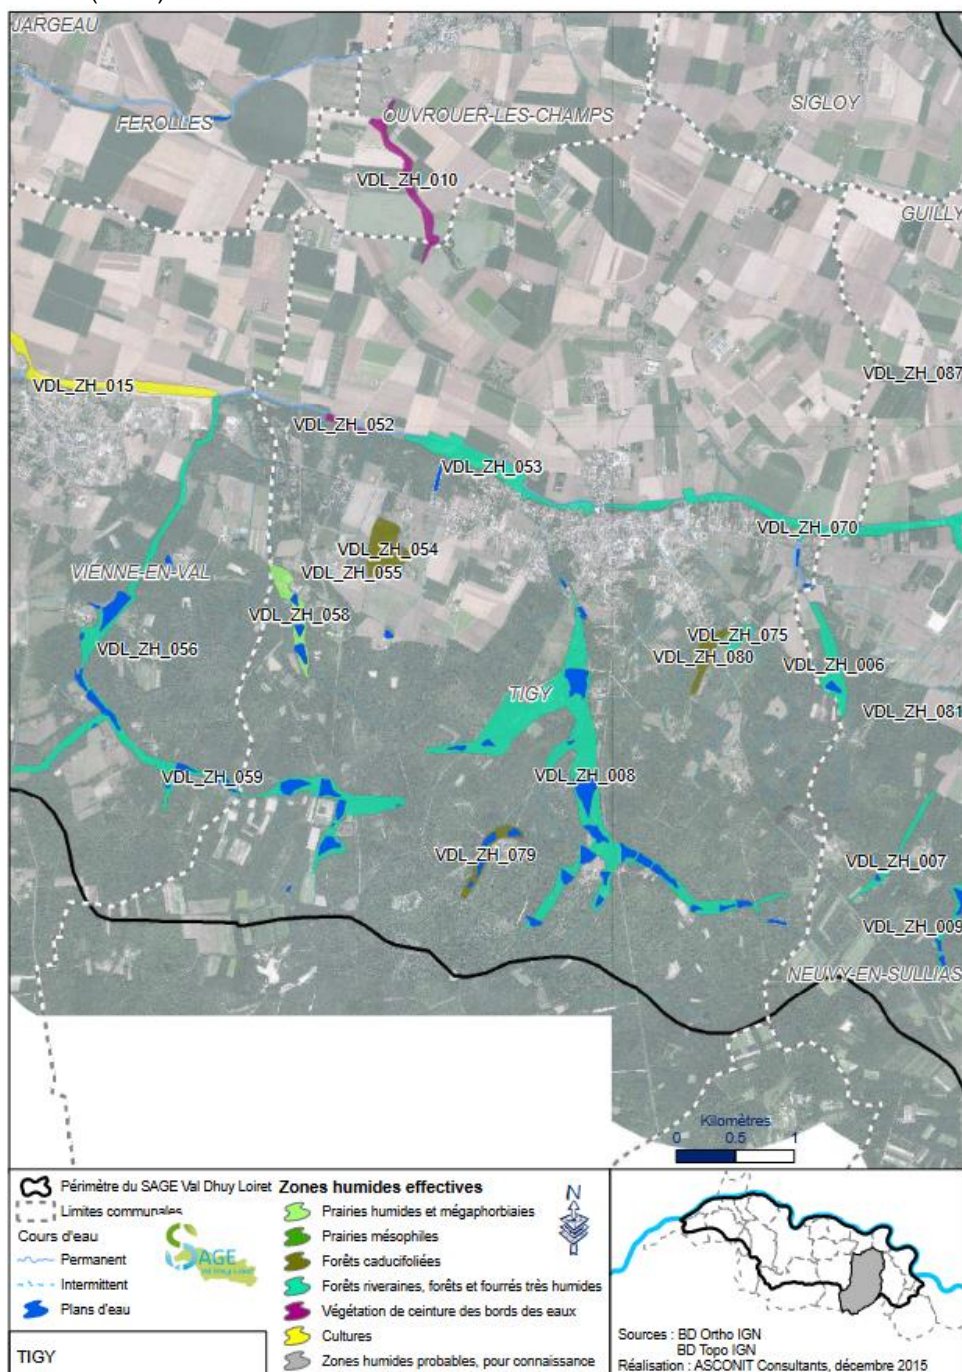 JARGEAU
FEROLLES
OUVROUER-LES-CHAMPS
SIGLOY
VDL_ZH_010
GUILLY
VDL_ZH_015
VDL_ZH_087
VDL_ZH_052
VDL_ZH_053
VDL_ZH_070
VDL_ZH_054
VDL_ZH_055
VIENNE-EN-VAL
VDL_ZH_058
VDL_ZH_056
VDL_ZH_075
VDL_ZH_080
VDL_ZH_006
TIGY
VDL_ZH_081
VDL_ZH_059
VDL_ZH_008
VDL_ZH_079
VDL_ZH_007
VDL_ZH_009
NEUVY-EN-SULLIAS
Kilomètres
0 0.5 1
Périmètre du SAGE Val Dhuy Loiret
Limites communales
Cours d'eau
Permanent
Intermittent
Plans d'eau
SAGE
TIGY
Zones humides effectives
Prairies humides et mégaphorbiaies
Prairies mésophiles
Forêts caducifoliées
Forêts riveraines, forêts et fourrés très humides
Végétation de ceinture des bords des eaux
Cultures
Zones humides probables, pour connaissance
N
Sources : BD Ortho IGN
BD Topo IGN
Réalisation : ASCONIT Consultants, décembre 2015